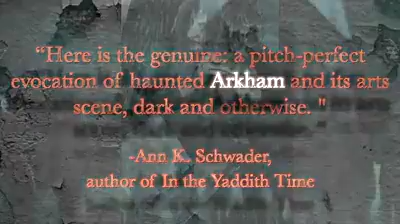 “Here is the genuine: a pitch-perfect
evocation of haunted Arkham and its arts
scene, dark and otherwise. "
-Ann K. Schwader,
author of In the Yaddith Time